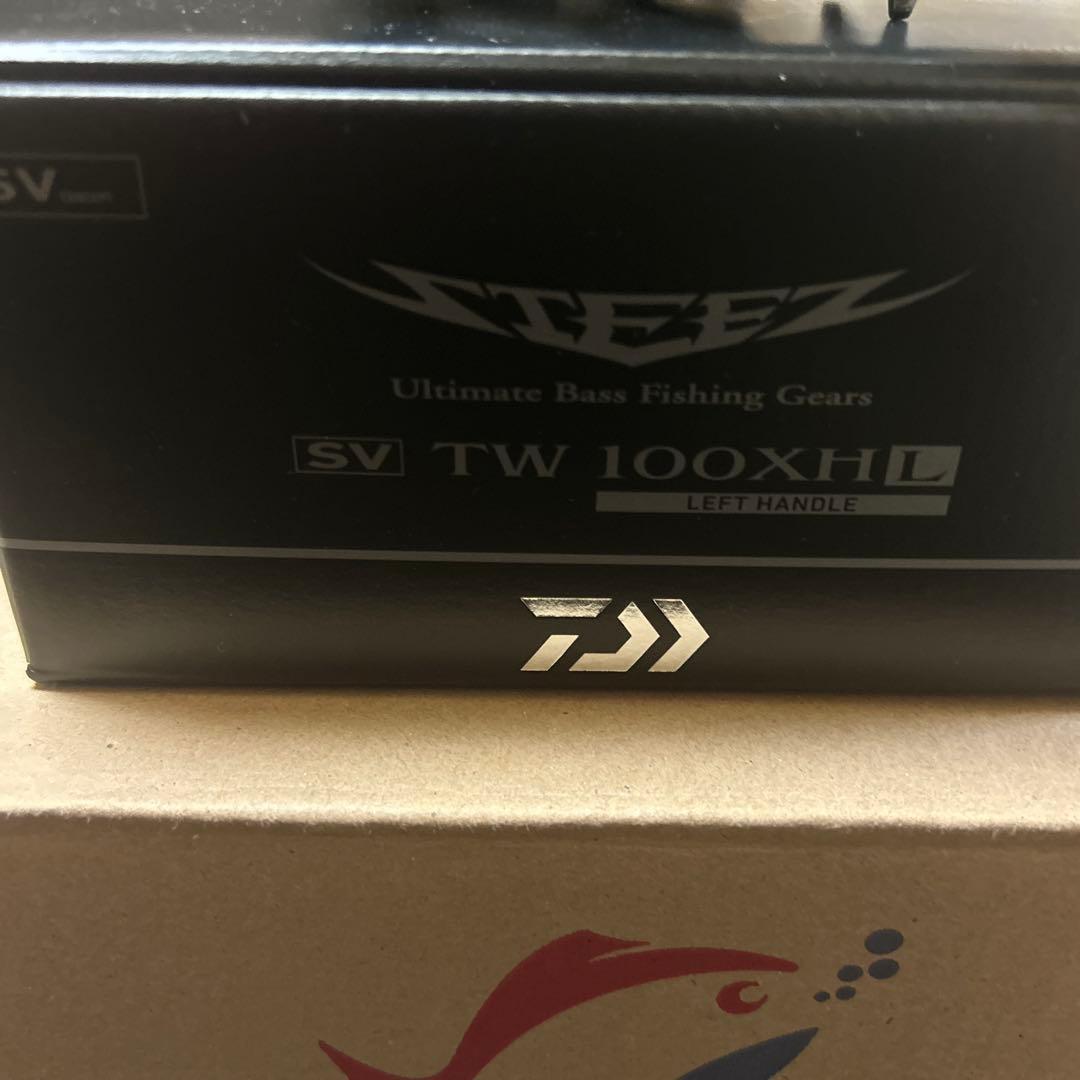 SV
STEEZ
Ultimate Bass Fishing Gears
SV TW 100XHL
LEFT HANDLE